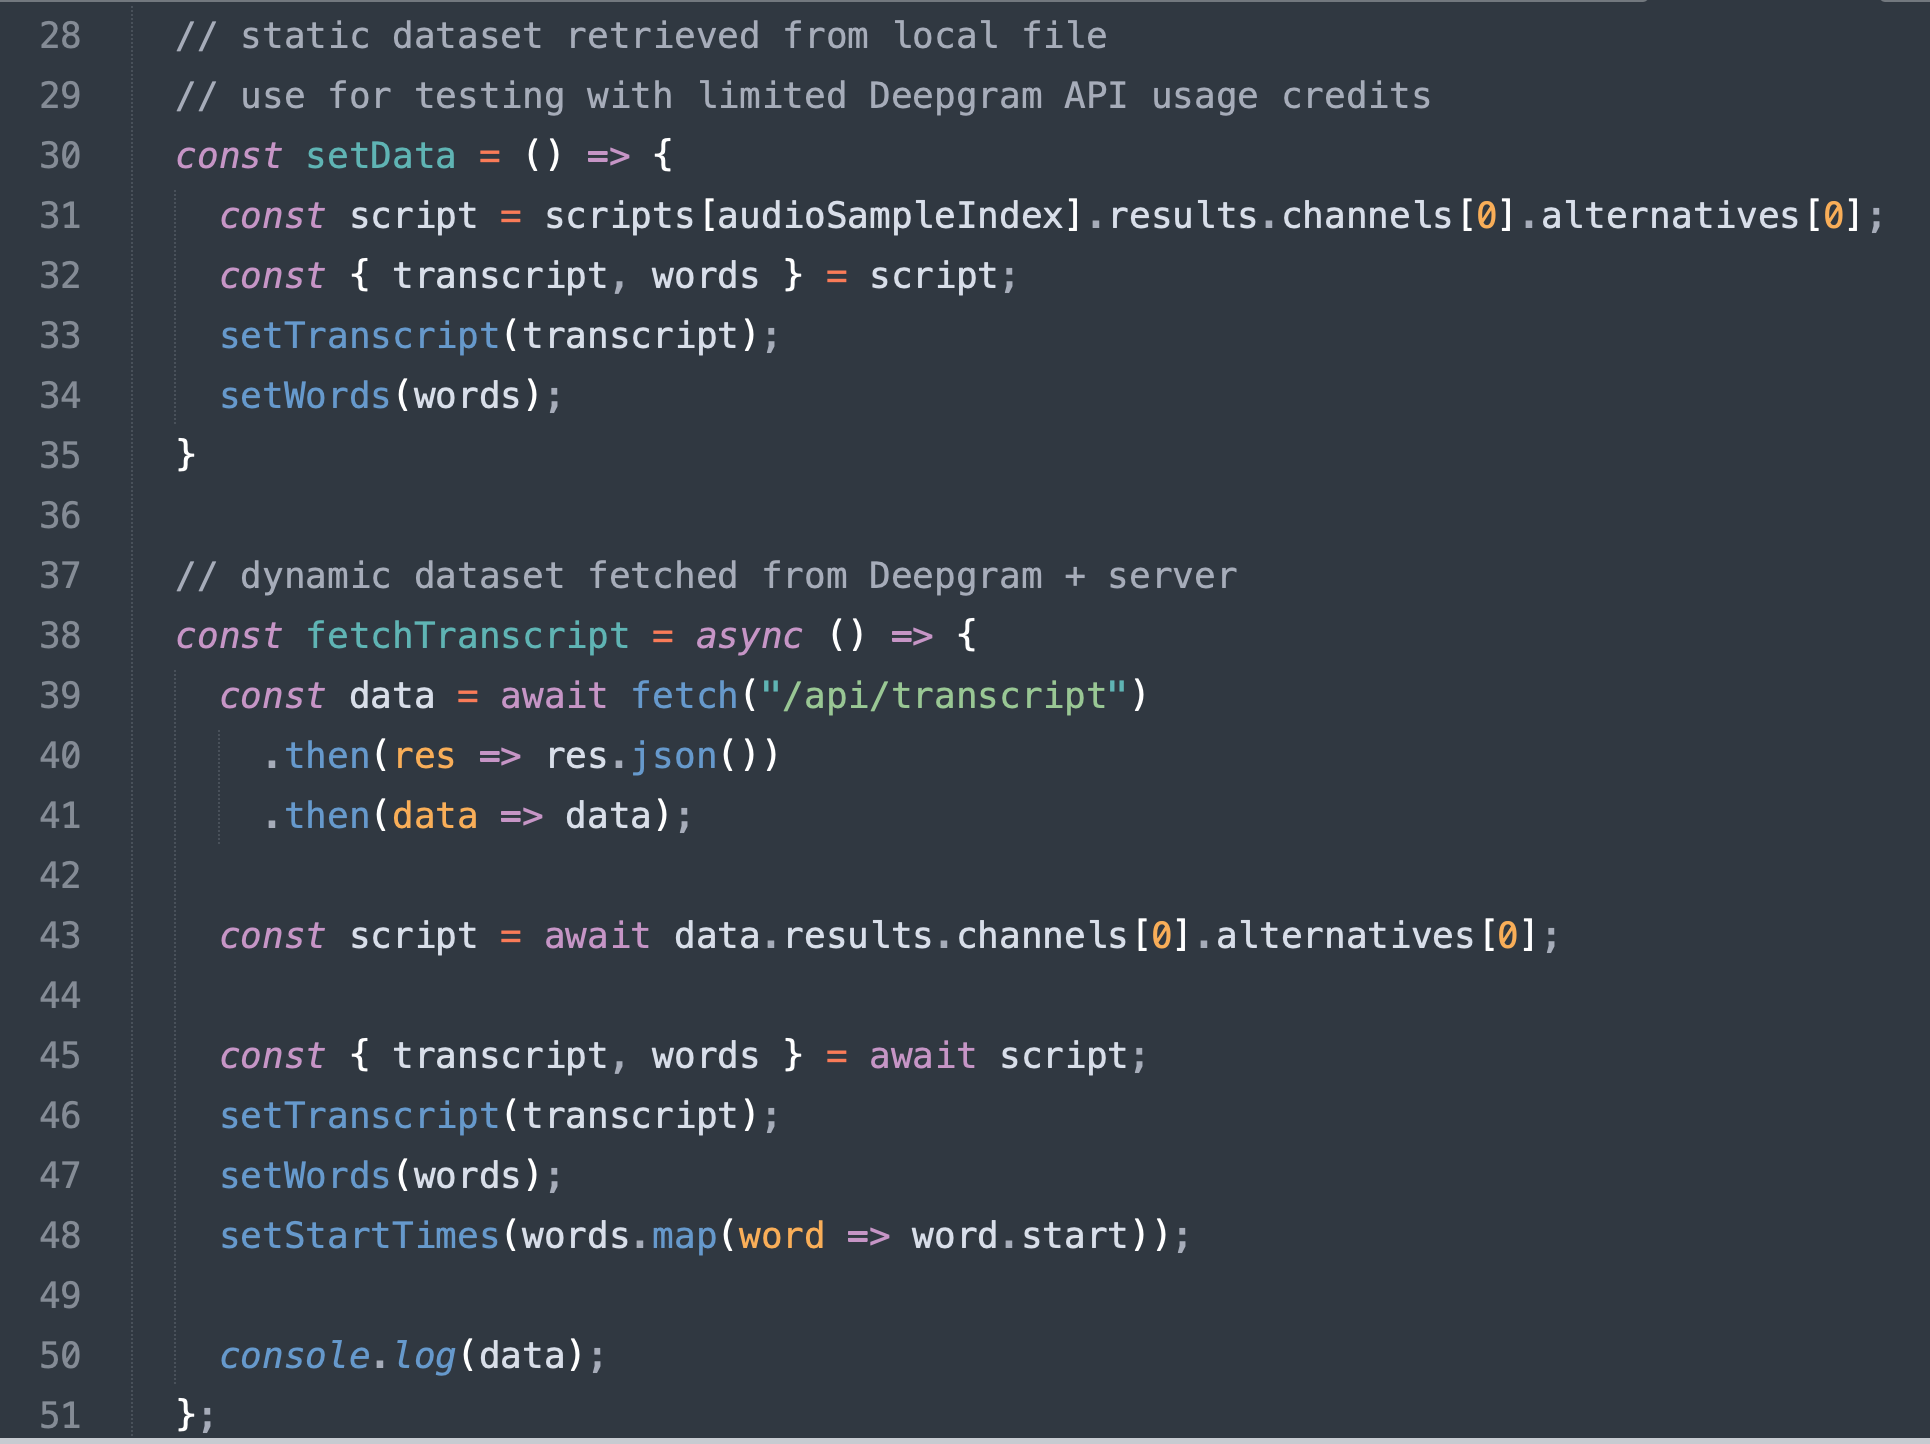 28 // static dataset retrieved from local file
29 // use for testing with limited Deepgram API usage credits
30 const setData = () => {
31 const script = scripts[audioSampleIndex].results.channels[0].alternatives[0];
32 const { transcript, words } = script;
33 setTranscript(transcript);
34 setWords(words);
35 }
36
37 // dynamic dataset fetched from Deepgram + server
38 const fetchTranscript = async () => {
39 const data = await fetch("/api/transcript")
40 .then(res => res.json())
41 .then(data => data);
42
43 const script = await data.results.channels[0].alternatives[0];
44
45 const { transcript, words } = await script;
46 setTranscript(transcript);
47 setWords(words);
48 setStartTimes(words.map(word => word.start));
49
50 console.log(data);
51 };